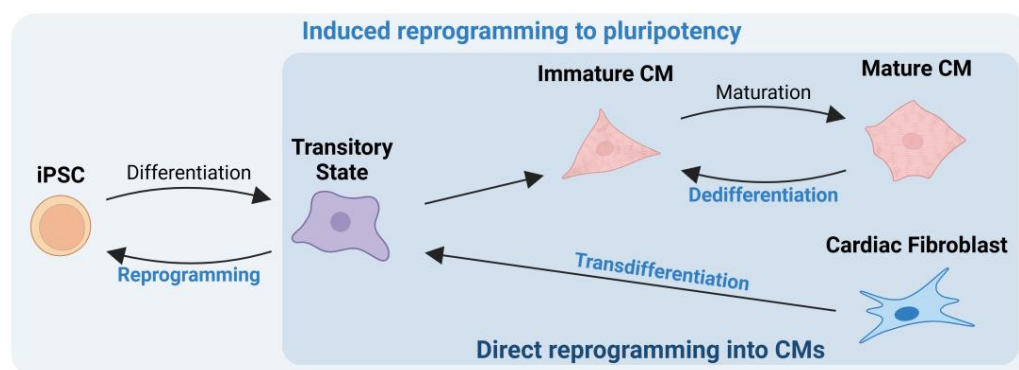 Induced reprogramming to pluripotency
Immature CM
Mature CM
Maturation
Transitory
State
iPSC
Differentiation
Dedifferentiation
Reprogramming
Cardiac Fibroblast
Transdifferentiation
Direct reprogramming into CMs